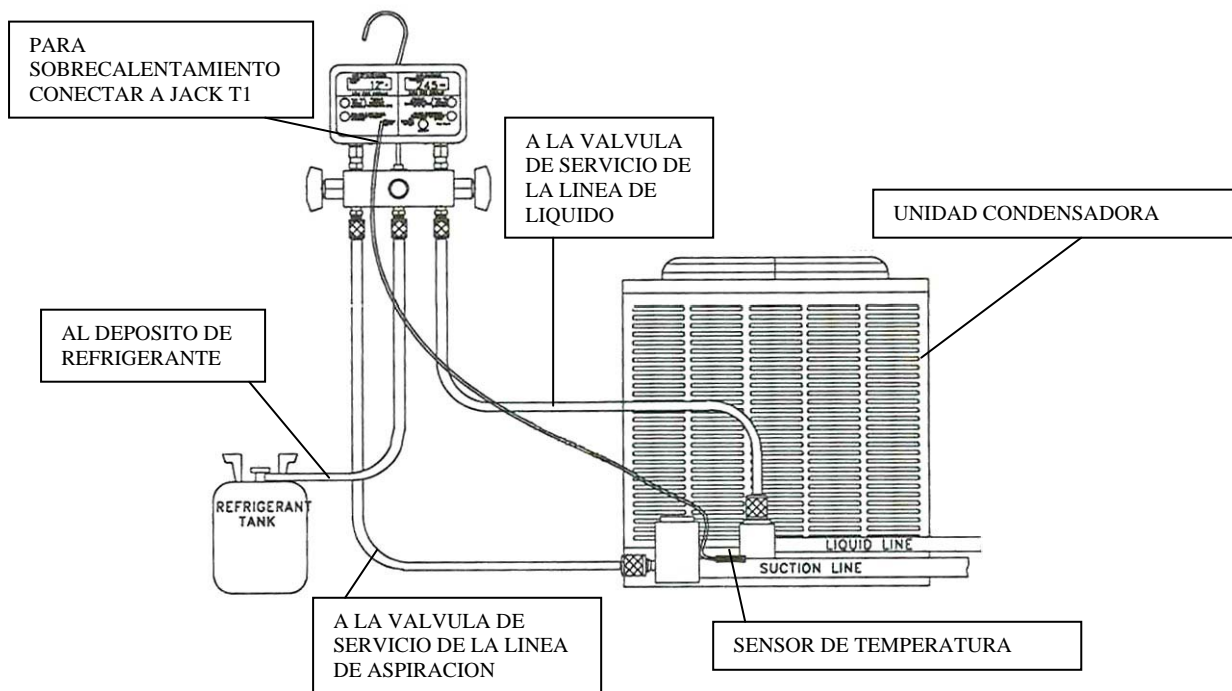 PARA
SOBRECALENTAMIENTO
CONECTAR A JACK T1
A LA VALVULA
DE SERVICIO DE
LA LINEA DE
LIQUIDO
UNIDAD CONDENSADORA
AL DEPOSITO DE
REFRIGERANTE
REFRIGERANT
TANK
LIQUID LINE
SUCTION LINE
A LA VALVULA DE
SERVICIO DE LA LINEA
DE ASPIRACION
SENSOR DE TEMPERATURA